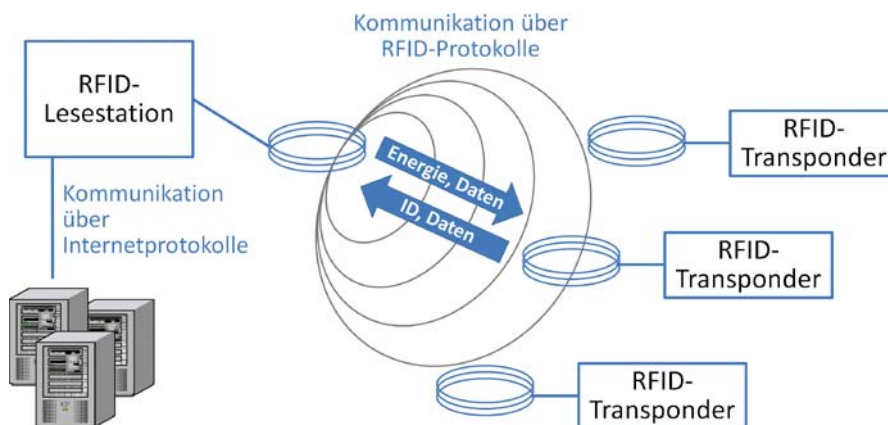 Kommunikation über
RFID-Protokolle
RFID-
Lesestation
Energie, Daten
ID, Daten
RFID-
Transponder
Kommunikation
über
Internetprotokolle
RFID-
Transponder
RFID-
Transponder